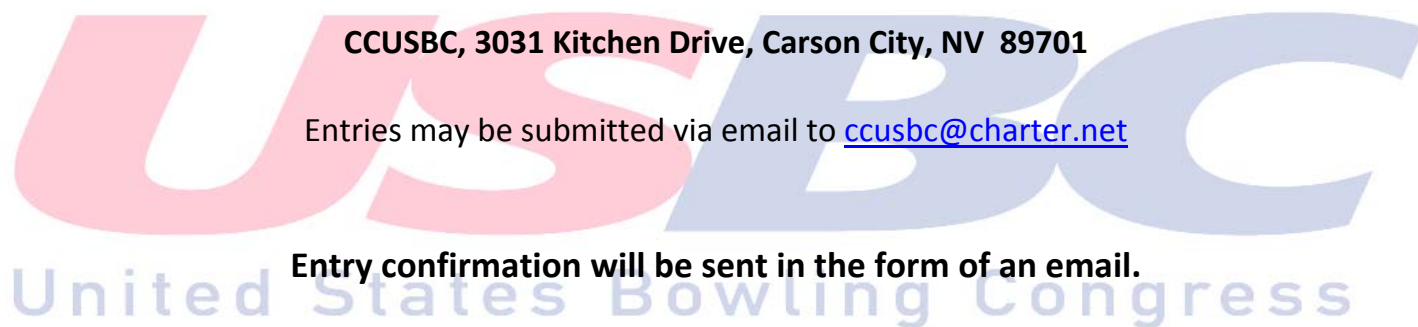 CCUSBC, 3031 Kitchen Drive, Carson City, NV  89701
Entries may be submitted via email to ccusbc@charter.net
USBC
Entry confirmation will be sent in the form of an email.
United States Bowling Congress